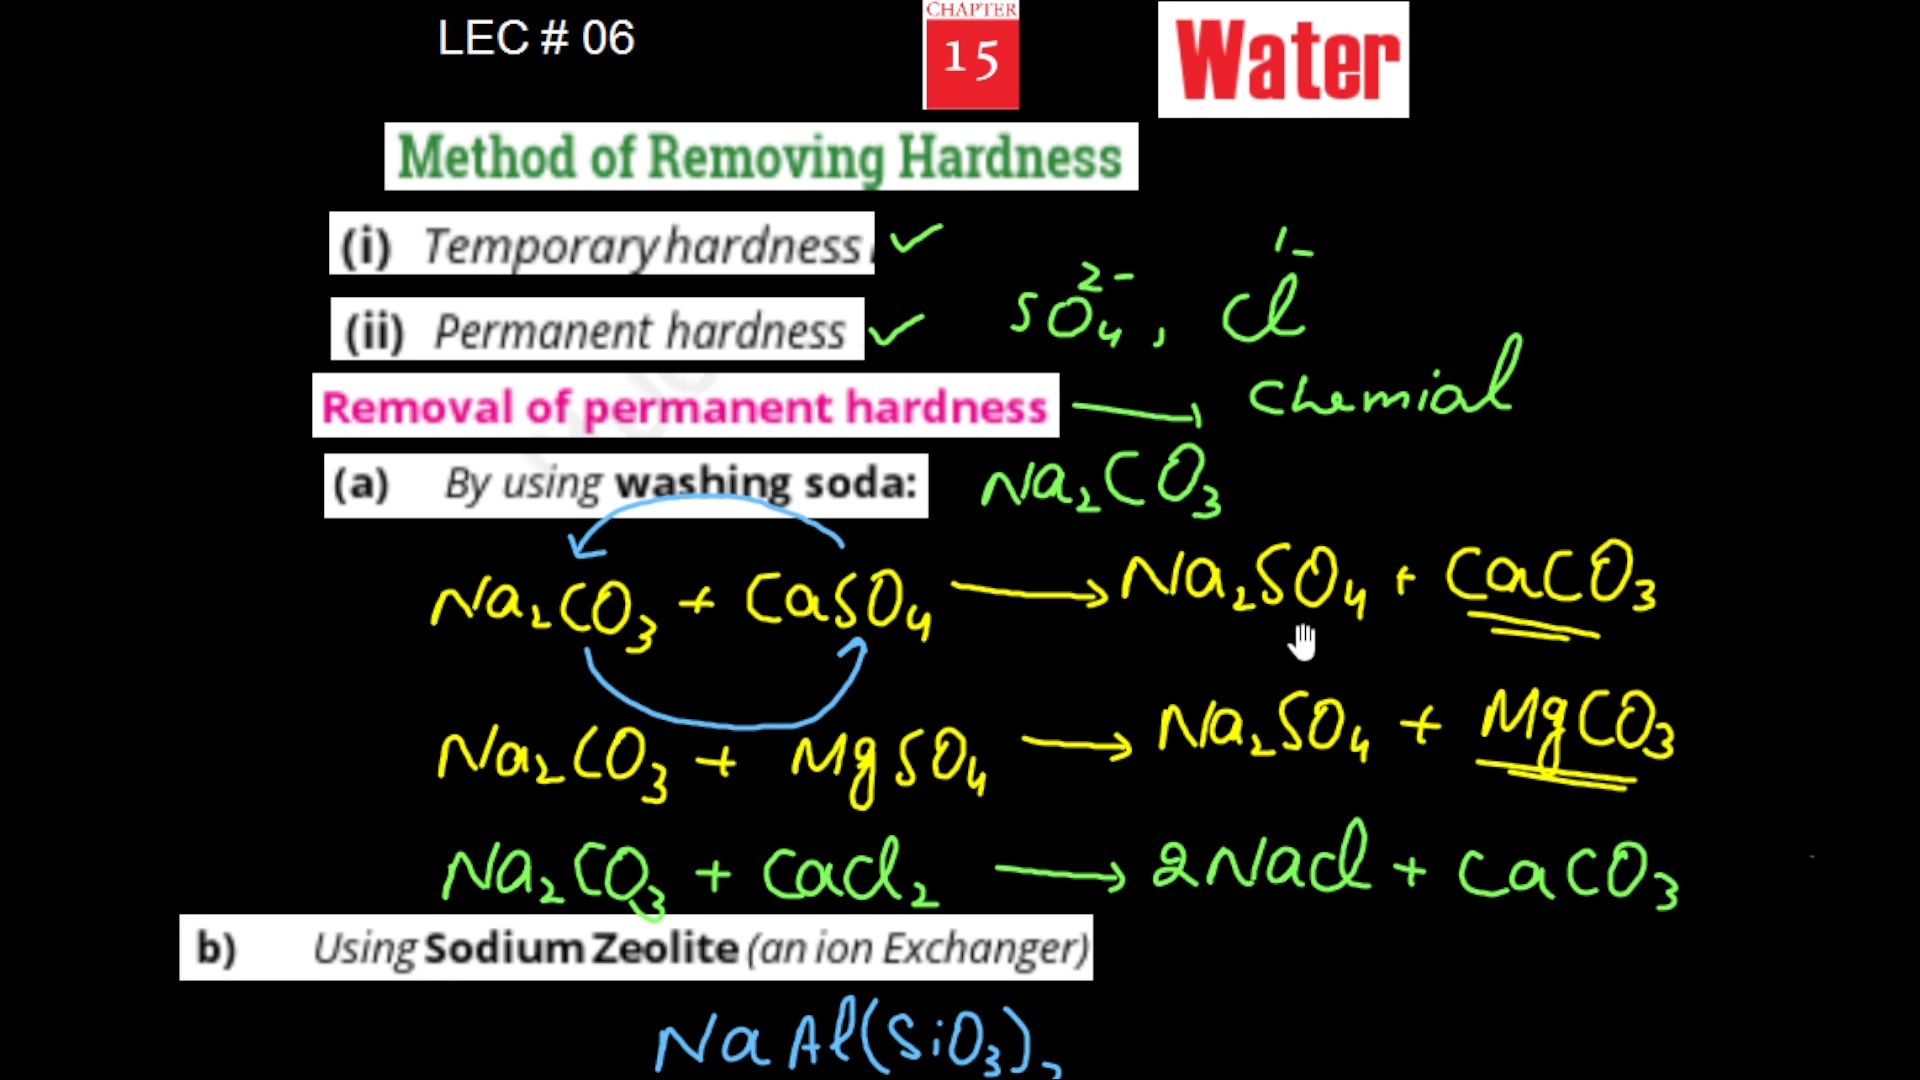 LEC # 06
CHAPTER
15
Water
Method of Removing Hardness
(i) Temporary hardness ✓
(ii) Permanent hardness ✓ SO₄²⁻, Cl¹⁻
Removal of permanent hardness ⟶ chemial
(a) By using washing soda: Na₂CO₃
Na₂CO₃ + CaSO₄ ⟶ Na₂SO₄ + CaCO₃
Na₂CO₃ + MgSO₄ ⟶ Na₂SO₄ + MgCO₃
Na₂CO₃ + CaCl₂ ⟶ 2NaCl + CaCO₃
b) Using Sodium Zeolite (an ion Exchanger)
NaAl(SiO₃)₂